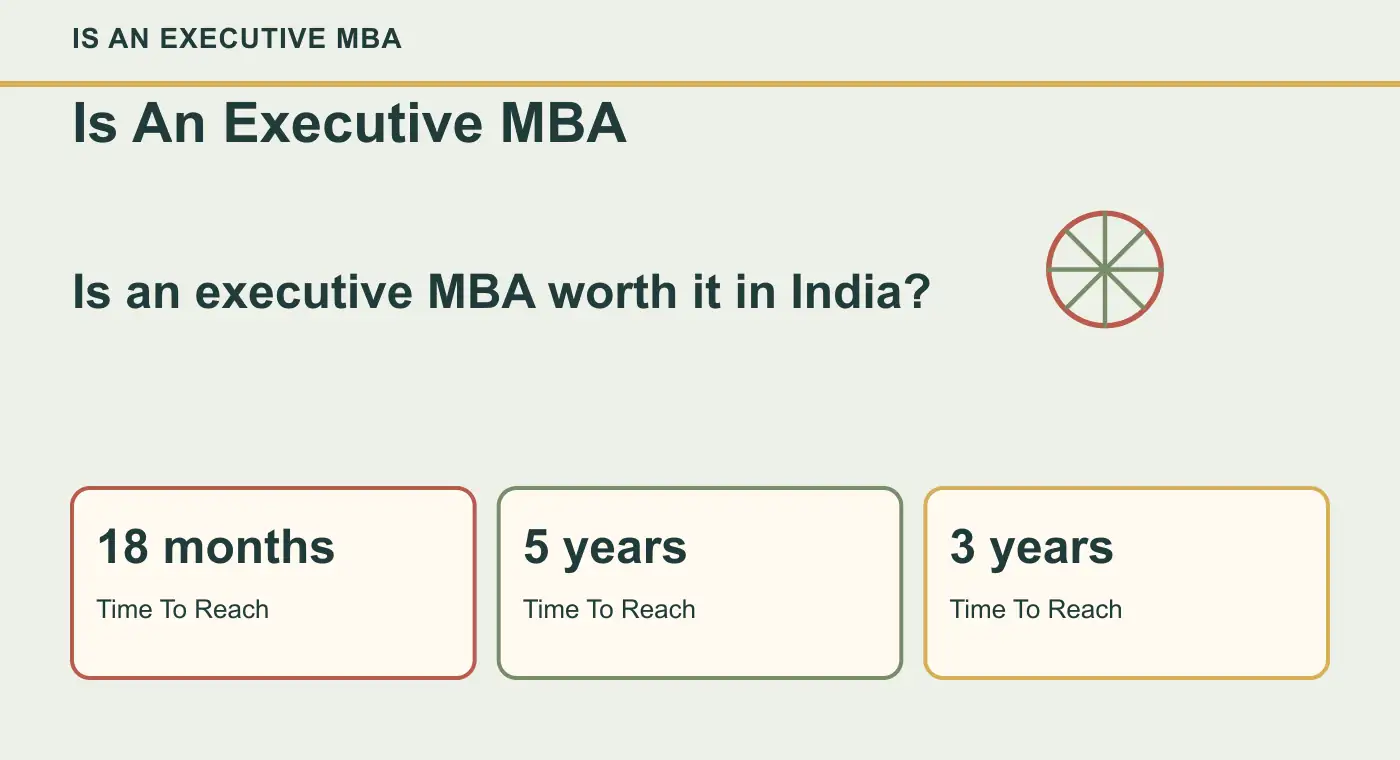 IS AN EXECUTIVE MBA
Is An Executive MBA
Is an executive MBA worth it in India?
18 months
Time To Reach
5 years
Time To Reach
3 years
Time To Reach